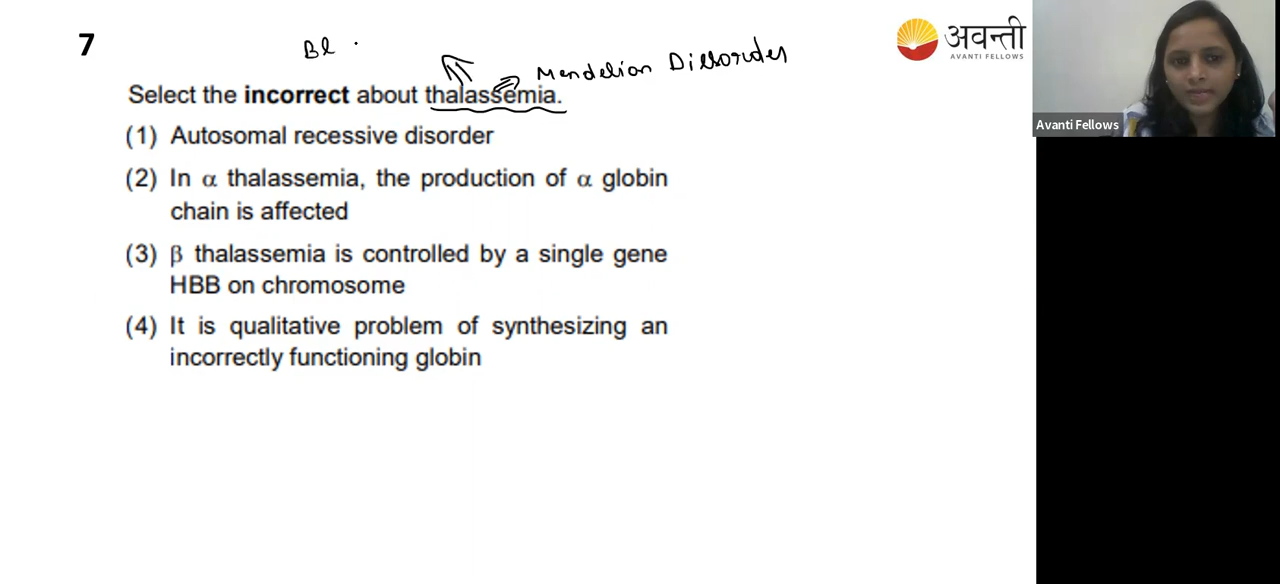 7
Bl .
Mendelian Disorder
Select the incorrect about thalassemia.
(1) Autosomal recessive disorder
(2) In α thalassemia, the production of α globin
chain is affected
(3) β thalassemia is controlled by a single gene
HBB on chromosome
(4) It is qualitative problem of synthesizing an
incorrectly functioning globin
अवन्ती
AVANTI FELLOWS
Avanti Fellows